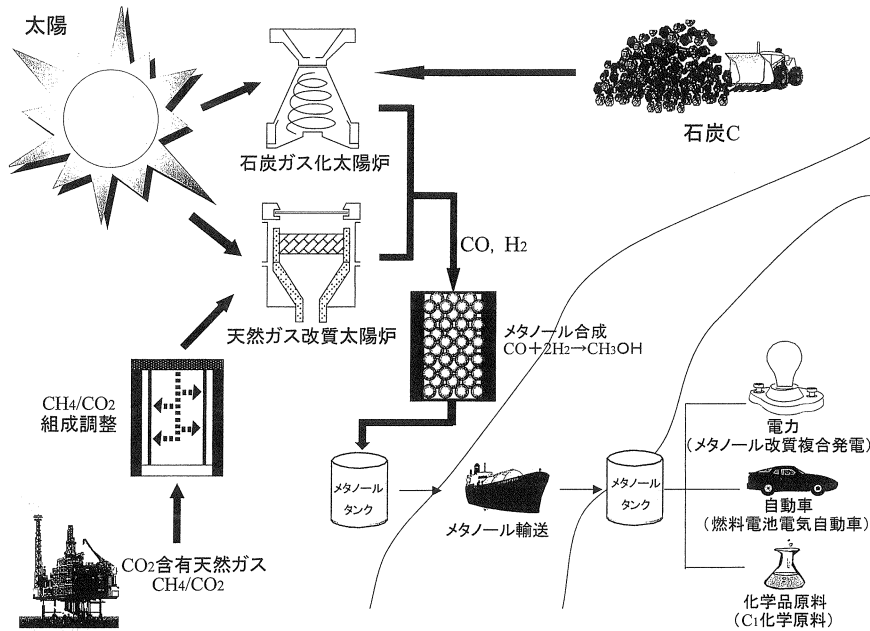 太陽
石炭C
石炭ガス化太陽炉
CO, H2
天然ガス改質太陽炉
メタノール合成
CO+2H2→CH3OH
CH4/CO2
組成調整
CO2含有天然ガス
CH4/CO2
メタノール
タンク
メタノール輸送
メタノール
タンク
電力
(メタノール改質複合発電)
自動車
(燃料電池電気自動車)
化学品原料
(C1化学原料)